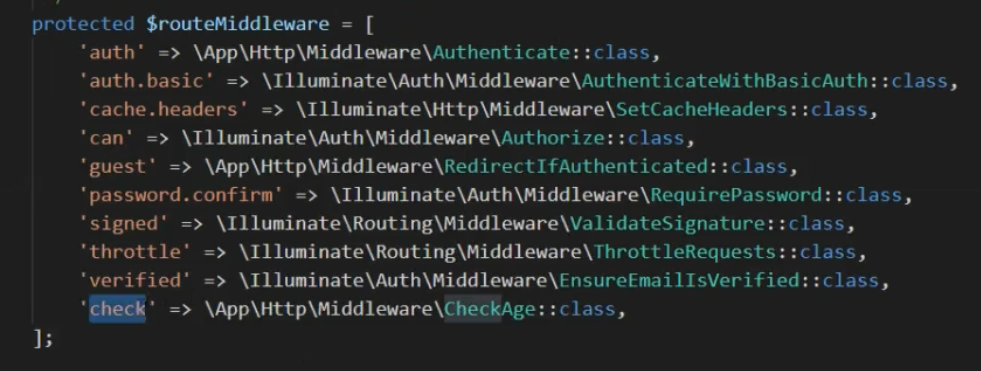 protected $routeMiddleware = [
'auth' => \App\Http\Middleware\Authenticate::class,
'auth.basic' => \Illuminate\Auth\Middleware\AuthenticateWithBasicAuth::class,
'cache.headers' => \Illuminate\Http\Middleware\SetCacheHeaders::class,
'can' => \Illuminate\Auth\Middleware\Authorize::class,
'guest' => \App\Http\Middleware\RedirectIfAuthenticated::class,
'password.confirm' => \Illuminate\Auth\Middleware\RequirePassword::class,
'signed' => \Illuminate\Routing\Middleware\ValidateSignature::class,
'throttle' => \Illuminate\Routing\Middleware\ThrottleRequests::class,
'verified' => \Illuminate\Auth\Middleware\EnsureEmailIsVerified::class,
'check' => \App\Http\Middleware\CheckAge::class,
];